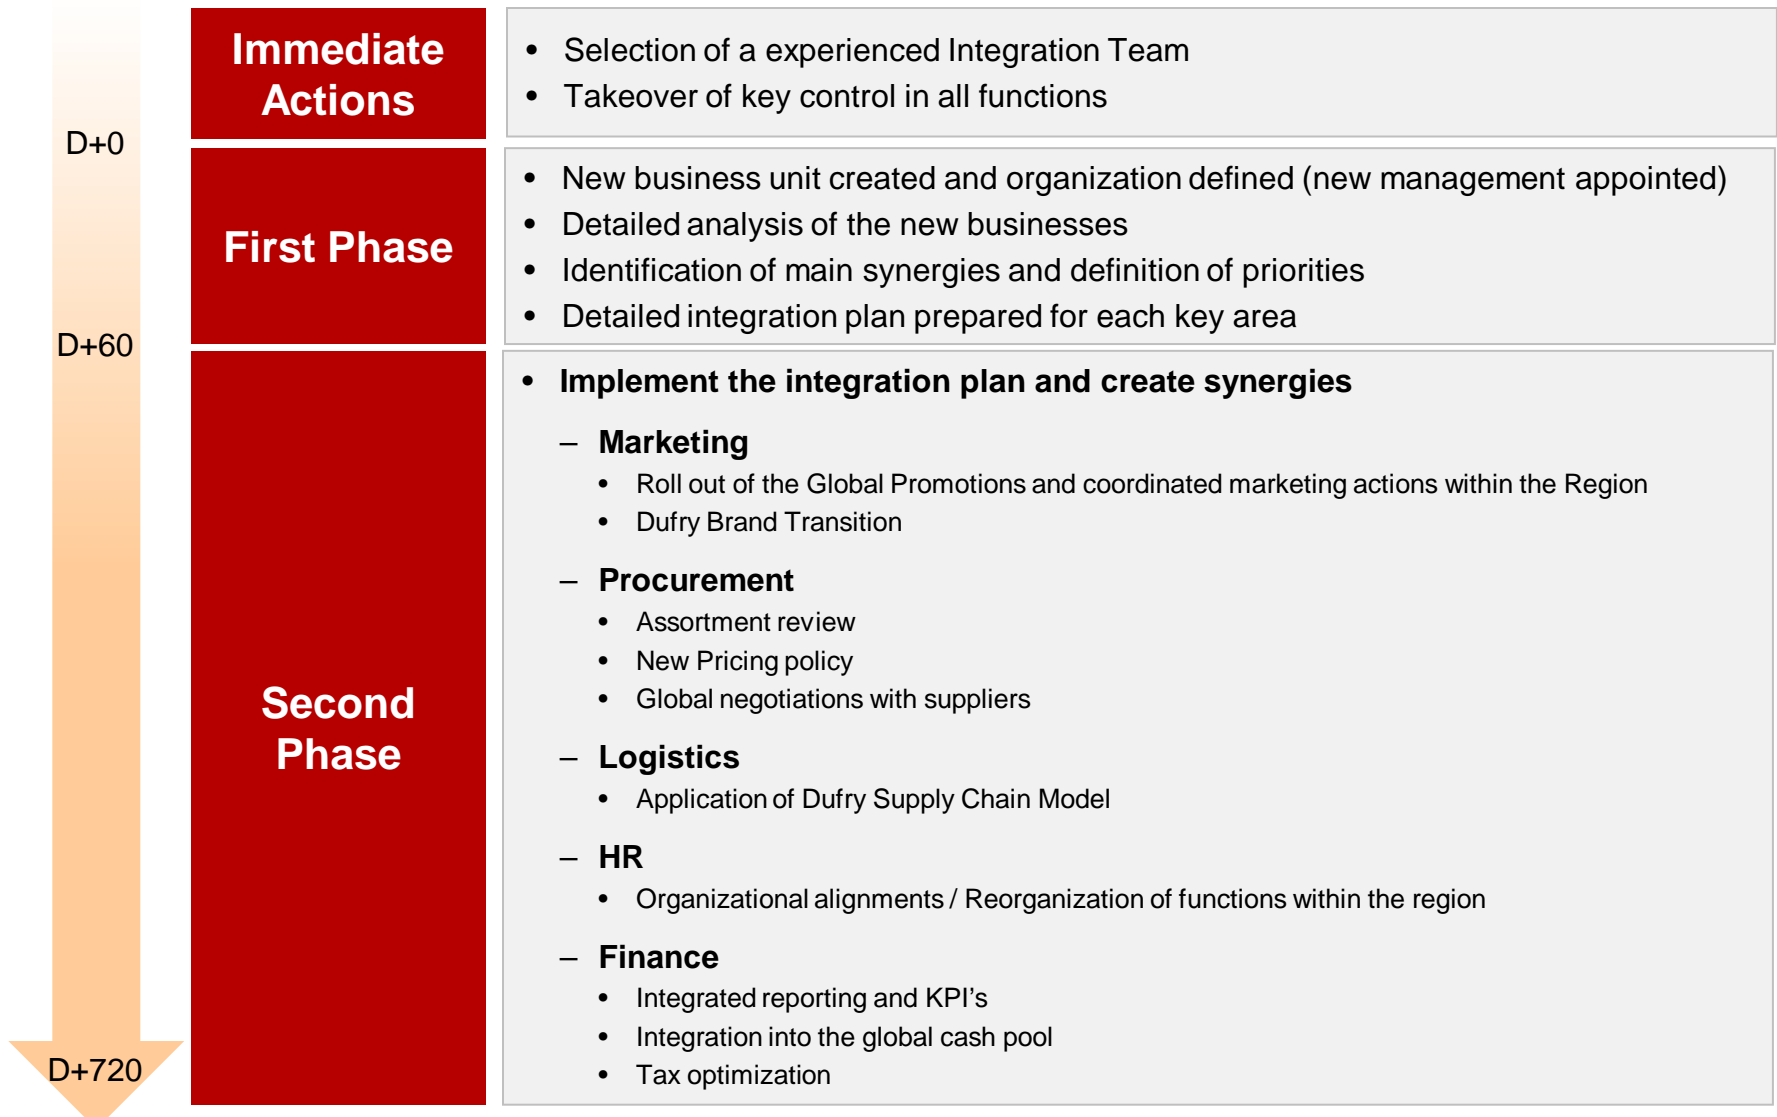 Immediate
Actions
• Selection of a experienced Integration Team
• Takeover of key control in all functions
D+0
First Phase
• New business unit created and organization defined (new management appointed)
• Detailed analysis of the new businesses
• Identification of main synergies and definition of priorities
• Detailed integration plan prepared for each key area
D+60
Second
Phase
• Implement the integration plan and create synergies
– Marketing
• Roll out of the Global Promotions and coordinated marketing actions within the Region
• Dufry Brand Transition
– Procurement
• Assortment review
• New Pricing policy
• Global negotiations with suppliers
– Logistics
• Application of Dufry Supply Chain Model
– HR
• Organizational alignments / Reorganization of functions within the region
– Finance
• Integrated reporting and KPI’s
• Integration into the global cash pool
• Tax optimization
D+720